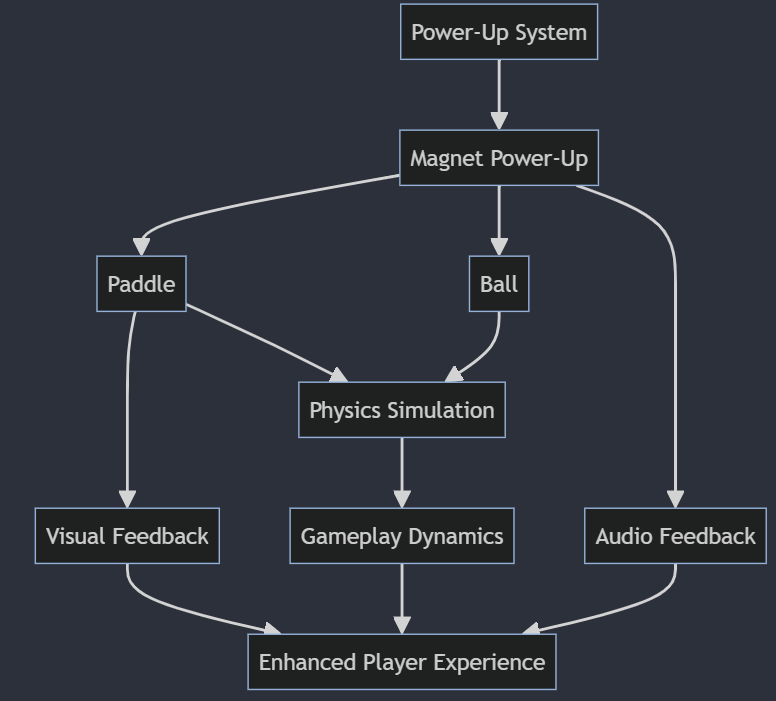 Power-Up System
Magnet Power-Up
Paddle
Ball
Physics Simulation
Visual Feedback
Gameplay Dynamics
Audio Feedback
Enhanced Player Experience